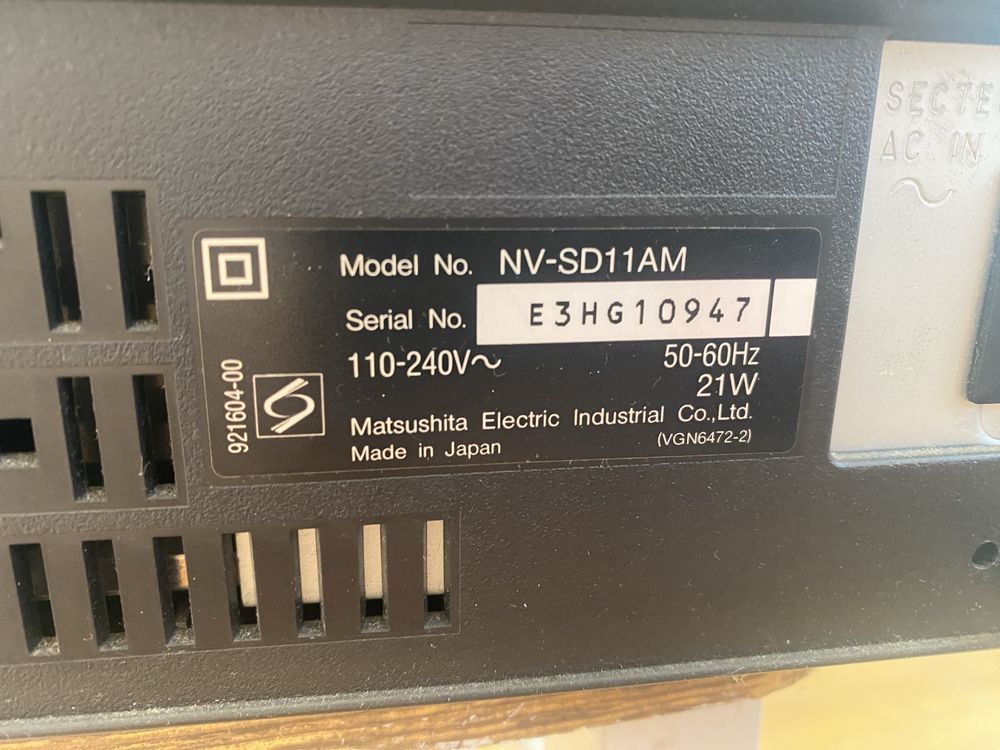 SECTE
AC IN
Model No. NV-SD11AM
Serial No. E3HG10947
110-240V~ 50-60Hz
21W
921604-00
Matsushita Electric Industrial Co.,Ltd.
Made in Japan (VGN6472-2)